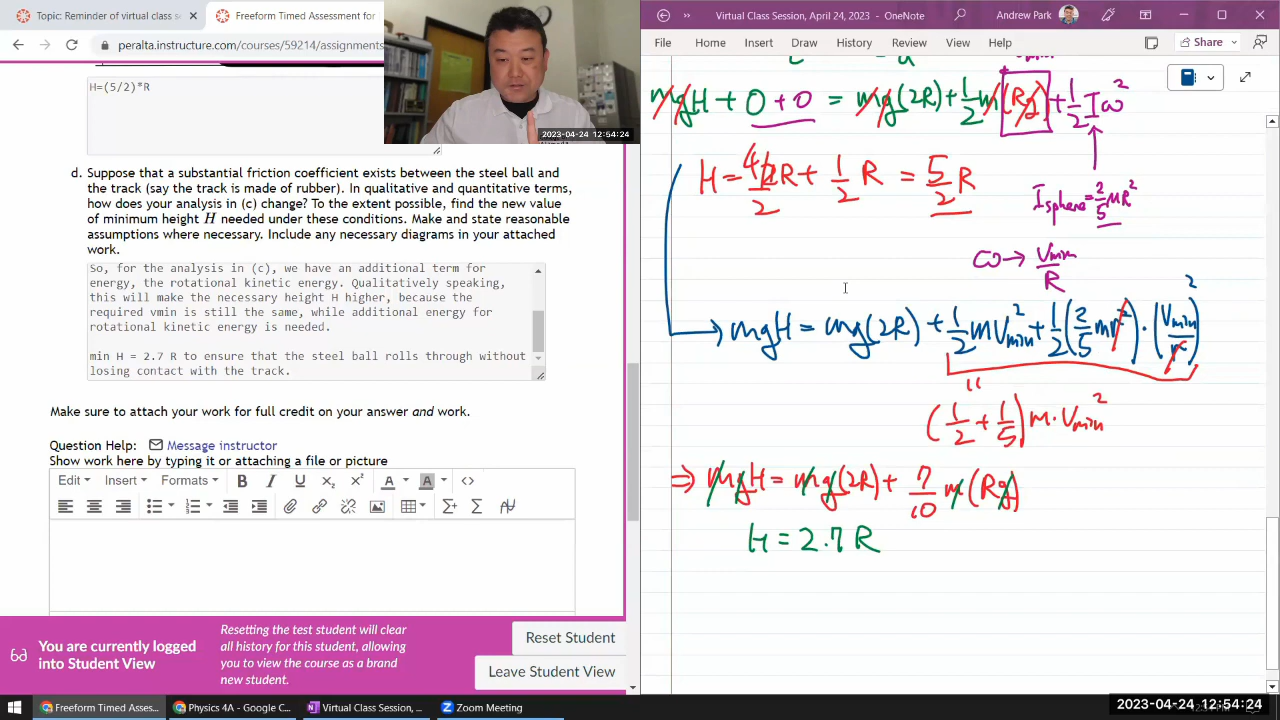 Topic: Reminder of virtual class s
Freeform Timed Assessment for
peralta.instructure.com/courses/59214/assignments
H=(5/2)*R
2023-04-24 12:54:24
d. Suppose that a substantial friction coefficient exists between the steel ball and
the track (say the track is made of rubber). In qualitative and quantitative terms,
how does your analysis in (c) change? To the extent possible, find the new value
of minimum height H needed under these conditions. Make and state reasonable
assumptions where necessary. Include any necessary diagrams in your attached
work.
So, for the analysis in (c), we have an additional term for
energy, the rotational kinetic energy. Qualitatively speaking,
this will make the necessary height H higher, because the
required vmin is still the same, while additional energy for
rotational kinetic energy is needed.
min H = 2.7 R to ensure that the steel ball rolls through without
losing contact with the track.
Make sure to attach your work for full credit on your answer and work.
Question Help: Message instructor
Show work here by typing it or attaching a file or picture
Edit Insert Formats B I U x₂ x² A A
You are currently logged
into Student View
Resetting the test student will clear
all history for this student, allowing
you to view the course as a brand
new student.
Reset Student
Leave Student View
Virtual Class Session, April 24, 2023 - OneNote
Andrew Park
File Home Insert Draw View Help
Share
mgH + 0 + 0 = mg(2R) + 1/2 m (Rg) + 1/2 Iω²
H = 4/2 R + 1/2 R = 5/2 R
I sphere = 2/5 MR²
ω → Vmin/R
→ mgH = mg(2R) + 1/2 m Vmin² + 1/2 (2/5 mr²) · (Vmin/r)²
"
(1/2 + 1/5) m · Vmin²
⇒ mgH = mg(2R) + 7/10 m (Rg)
H = 2.7 R
Freeform Timed Asses...
Physics 4A - Google C...
Virtual Class Session, ...
Zoom Meeting
2023-04-24 12:54:24